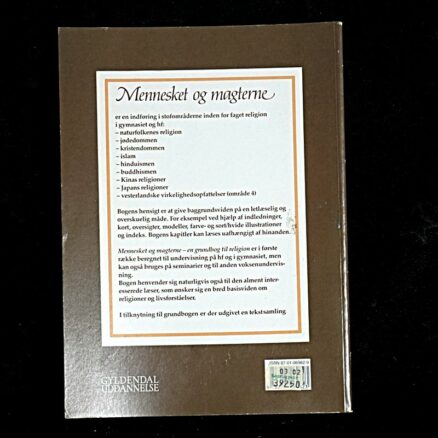 Mennesket og magterne
er en indføring i stofområderne inden for faget religion
i gymnasiet og hf:
– naturfolkenes religion
– jødedommen
– kristendommen
– islam
– hinduismen
– buddhismen
– Kinas religioner
– Japans religioner
– vesterlandske virkelighedsopfattelser (område 4)
Bogens hensigt er at give baggrundsviden på en letlæselig og
overskuelig måde. For eksempel ved hjælp af indledninger,
kort, oversigter, modeller, farve- og sort/hvide illustrationer
og indeks. Bogens kapitler kan læses uafhængigt af hinanden.
Mennesket og magterne – en grundbog til religion er i første
række beregnet til undervisning på hf og i gymnasiet, men
kan også bruges på seminarier og til anden voksenundervis-
ning.
Bogen henvender sig naturligvis også til den alment inter-
esserede læser, som ønsker sig en bred basisviden om
religioner og livsforståelser.
I tilknytning til grundbogen er der udgivet en tekstsamling
GYLDENDAL
UDDANNELSE
03 02